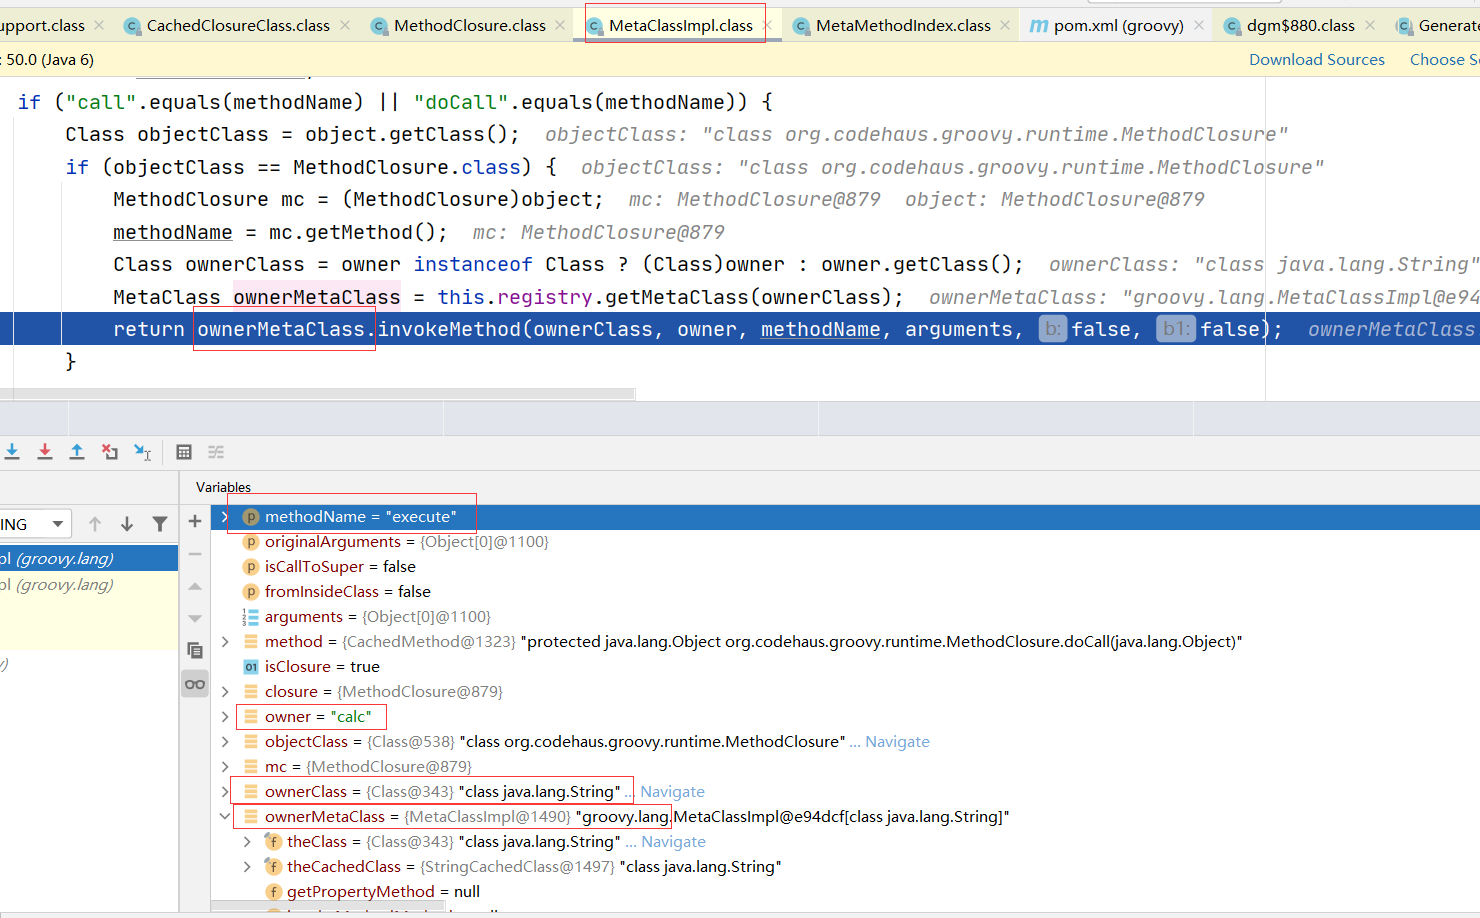 upport.class
CachedClosureClass.class
MethodClosure.class
MetaClassImpl.class
MetaMethodIndex.class
pom.xml (groovy)
dgm$880.class
Generate
: 50.0 (Java 6)
Download Sources
Choose S
if ("call".equals(methodName) || "doCall".equals(methodName)) {
Class objectClass = object.getClass(); objectClass: "class org.codehaus.groovy.runtime.MethodClosure"
if (objectClass == MethodClosure.class) { objectClass: "class org.codehaus.groovy.runtime.MethodClosure"
MethodClosure mc = (MethodClosure)object; mc: MethodClosure@879 object: MethodClosure@879
methodName = mc.getMethod(); mc: MethodClosure@879
Class ownerClass = owner instanceof Class ? (Class)owner : owner.getClass(); ownerClass: "class java.lang.String"
MetaClass ownerMetaClass = this.registry.getMetaClass(ownerClass); ownerMetaClass: "groovy.lang.MetaClassImpl@e94
return ownerMetaClass.invokeMethod(ownerClass, owner, methodName, arguments, b: false, b1: false); ownerMetaClass
}
Variables
ING
pl (groovy.lang)
pl (groovy.lang)
y)
p methodName = "execute"
p originalArguments = {Object[0]@1100}
p isCallToSuper = false
p fromInsideClass = false
arguments = {Object[0]@1100}
method = {CachedMethod@1323} "protected java.lang.Object org.codehaus.groovy.runtime.MethodClosure.doCall(java.lang.Object)"
01 isClosure = true
closure = {MethodClosure@879}
owner = "calc"
objectClass = {Class@538} "class org.codehaus.groovy.runtime.MethodClosure" ... Navigate
mc = {MethodClosure@879}
ownerClass = {Class@343} "class java.lang.String" ... Navigate
ownerMetaClass = {MetaClassImpl@1490} "groovy.lang.MetaClassImpl@e94dcf[class java.lang.String]"
f theClass = {Class@343} "class java.lang.String" ... Navigate
f theCachedClass = {StringCachedClass@1497} "class java.lang.String"
f getPropertyMethod = null